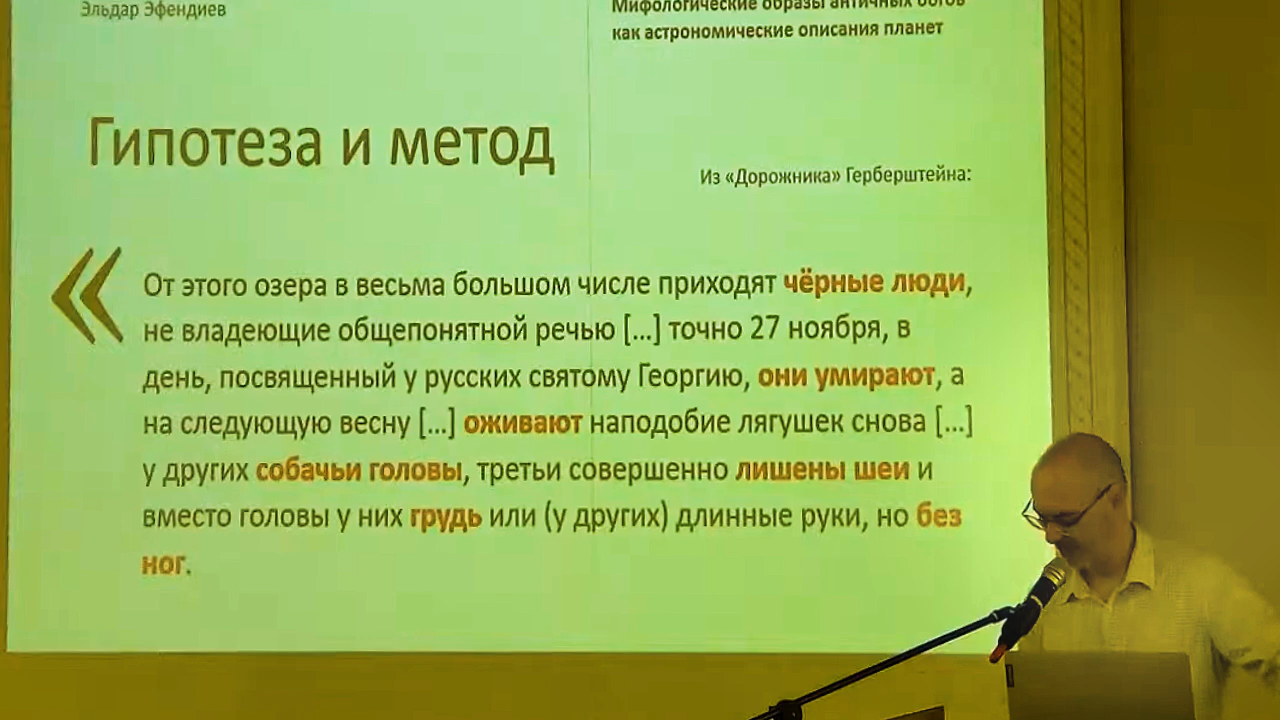 Эльдар Эфендиев
Мифологические образы античных богов
как астрономические описания планет
Гипотеза и метод
Из «Дорожника» Герберштейна:
«
От этого озера в весьма большом числе приходят чёрные люди,
не владеющие общепонятной речью [...] точно 27 ноября, в
день, посвященный у русских святому Георгию, они умирают, а
на следующую весну [...] оживают наподобие лягушек снова [...]
у других собачьи головы, третьи совершенно лишены шеи и
вместо головы у них грудь или (у других) длинные руки, но без
ног.